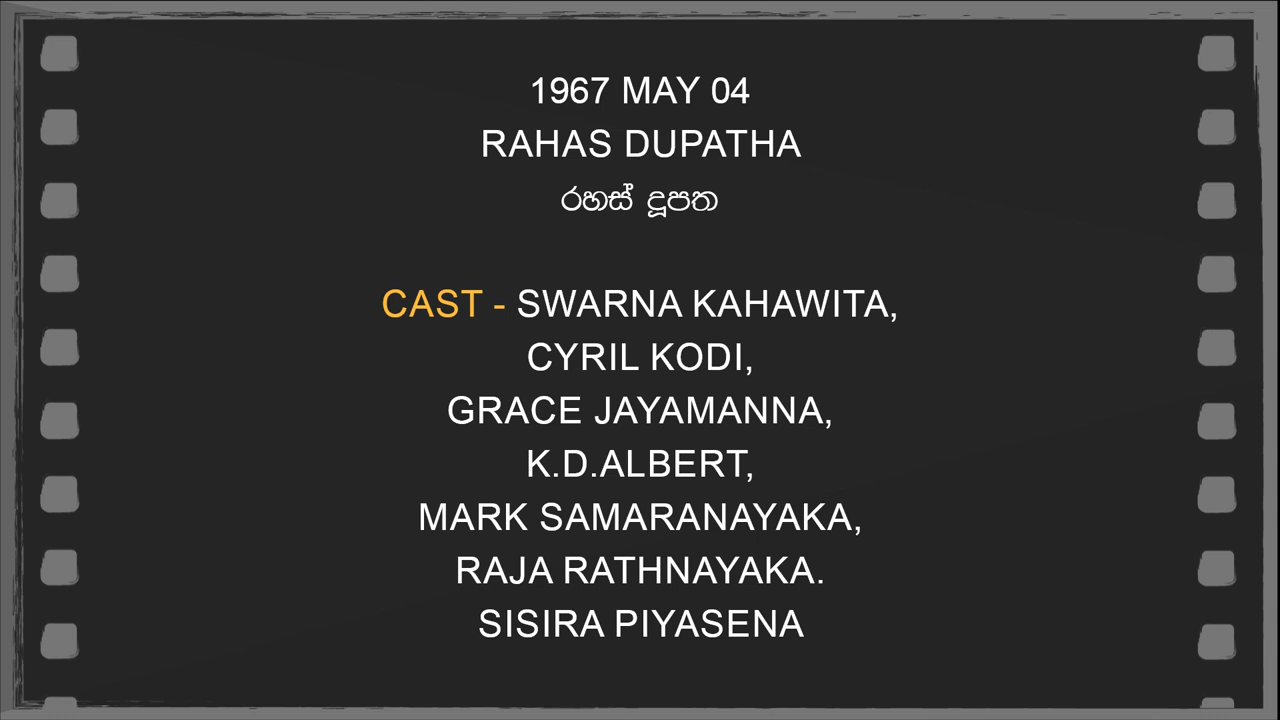 1967 MAY 04
RAHAS DUPATHA
රහස් දූපත
CAST - SWARNA KAHAWITA,
CYRIL KODI,
GRACE JAYAMANNA,
K.D.ALBERT,
MARK SAMARANAYAKA,
RAJA RATHNAYAKA.
SISIRA PIYASENA